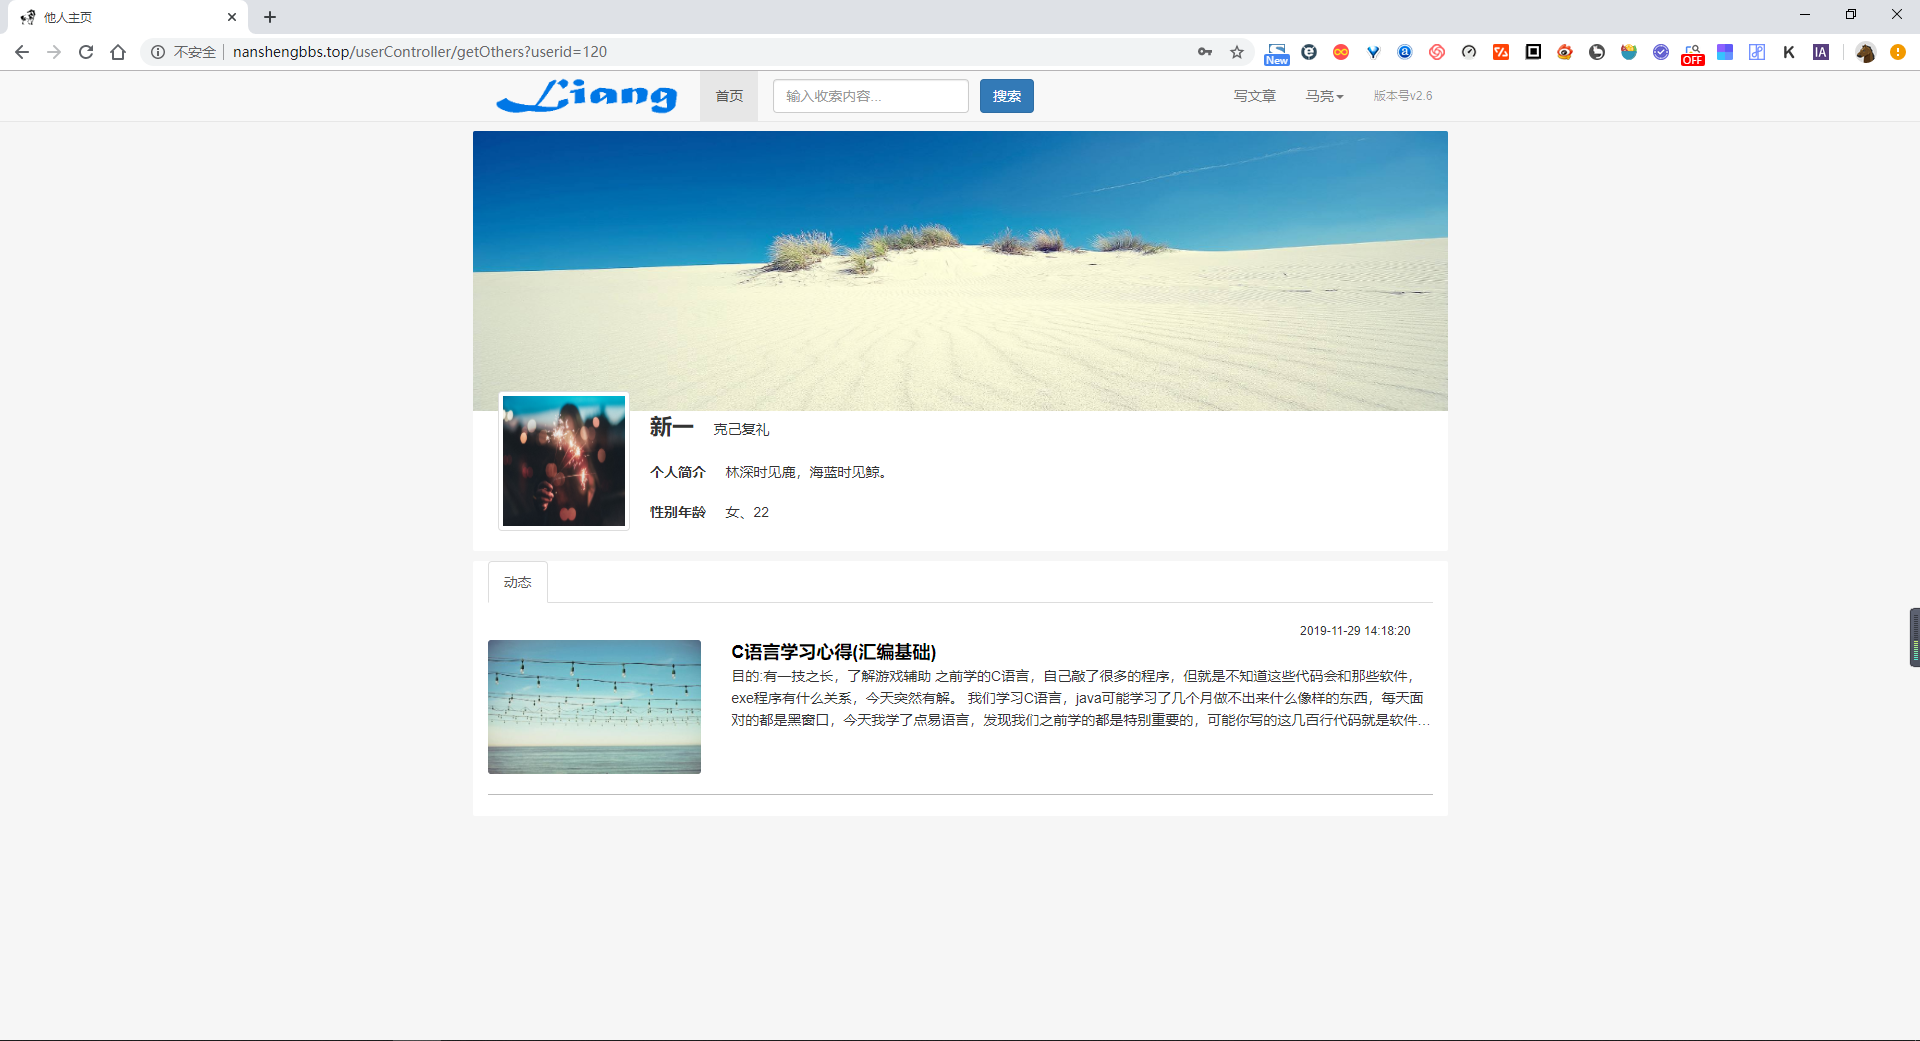 他人主页
不安全 nanshengbbs.top/userController/getOthers?userid=120
New
OFF
K
IA
Liang
首页
输入收索内容...
搜索
写文章
马亮
版本号v2.6
新一 克己复礼
个人简介 林深时见鹿，海蓝时见鲸。
性别年龄 女、22
动态
2019-11-29 14:18:20
C语言学习心得(汇编基础)
目的:有一技之长，了解游戏辅助 之前学的C语言，自己敲了很多的程序，但就是不知道这些代码会和那些软件，
exe程序有什么关系，今天突然有解。 我们学习C语言，java可能学习了几个月做不出来什么像样的东西，每天面
对的都是黑窗口，今天我学了点易语言，发现我们之前学的都是特别重要的，可能你写的这几百行代码就是软件...